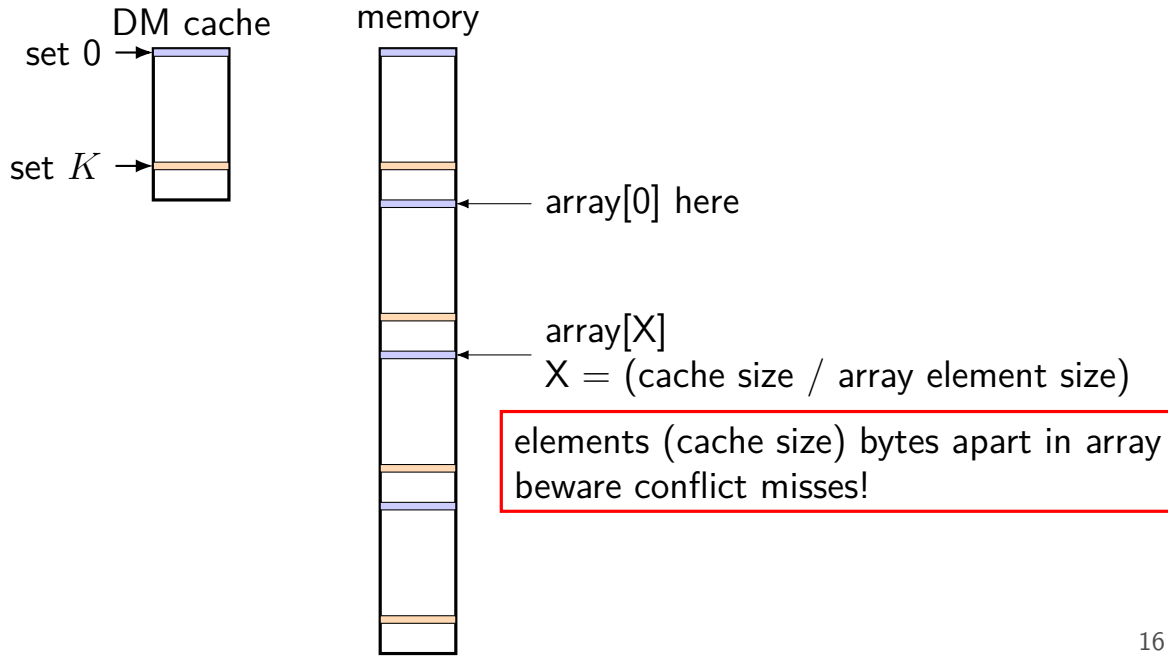 DM cache
memory
set 0
set K
array[0] here
array[X]
X = (cache size / array element size)
elements (cache size) bytes apart in array
beware conflict misses!
16